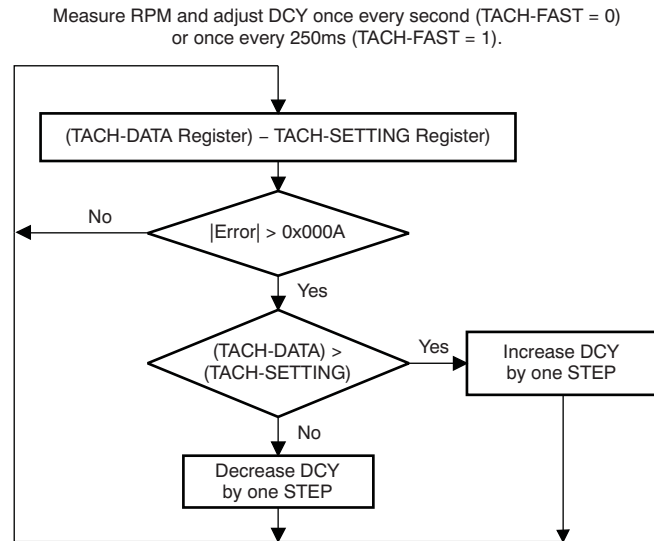 Measure RPM and adjust DCY once every second (TACH-FAST = 0)
or once every 250ms (TACH-FAST = 1).
(TACH-DATA Register) – TACH-SETTING Register)
No
|Error| > 0x000A
Yes
(TACH-DATA) >
(TACH-SETTING)
Yes
Increase DCY
by one STEP
No
Decrease DCY
by one STEP